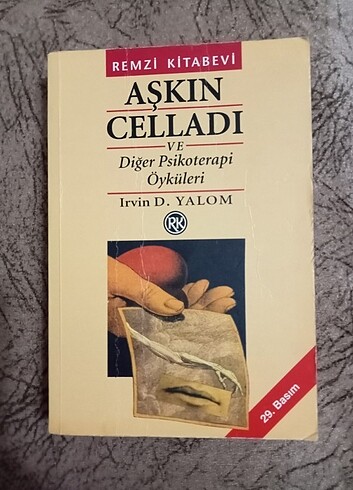 REMZİ KİTABEVİ
AŞKIN
CELLADI
VE
Diğer Psikoterapi
Öyküleri
Irvin D. YALOM
RK
29. Basım